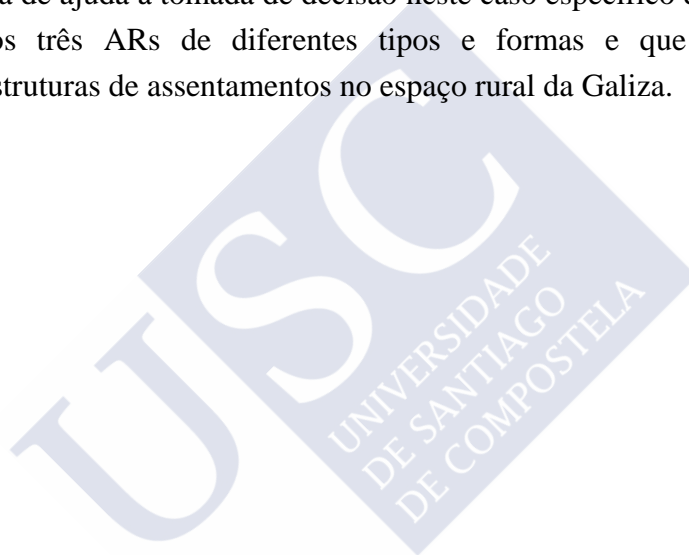 de ajuda à tomada de decisão neste caso específico
os três ARs de diferentes tipos e formas e que
struturas de assentamentos no espaço rural da Galiza.
USC
UNIVERSIDADE
DE SANTIAGO
DE COMPOSTELA